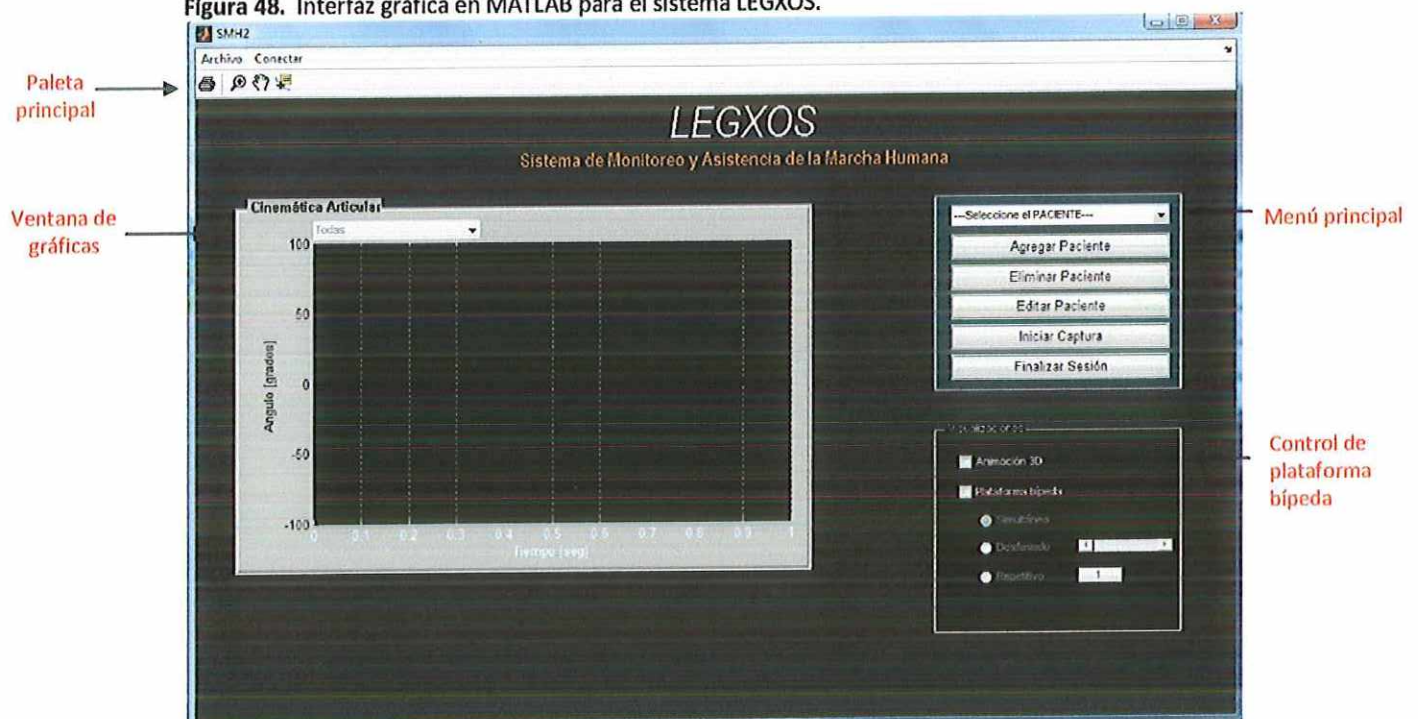 Figura 48. Interfaz gráfica en MATLAB para el sistema LEGXOS.
SMH2
Archivo Conectar
Paleta
principal
LEGXOS
Sistema de Monitoreo y Asistencia de la Marcha Humana
Ventana de
gráficas
Cinemática Articular
Todas
100
50
0
-50
-100
Angulo [grados]
0 0.1 0.2 0.3 0.4 0.5 0.6 0.7 0.8 0.9 1
Tiempo [seg]
---Seleccione el PACIENTE---
Agregar Paciente
Eliminar Paciente
Editar Paciente
Iniciar Captura
Finalizar Sesión
Menú principal
Visualizaciones
Animación 3D
Plataforma bípeda
Simultáneo
Desfasado
Repetitivo 1
Control de
plataforma
bípeda